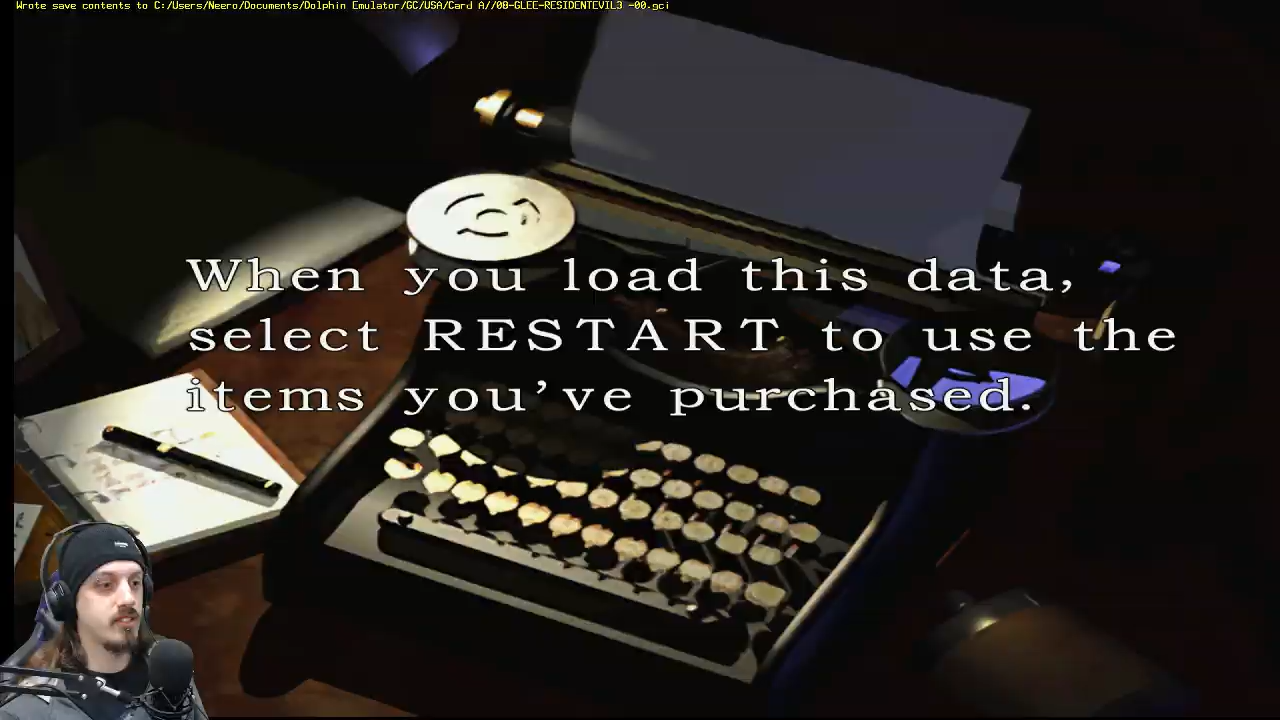 Wrote save contents to C:/Users/Neero/Documents/Dolphin Emulator/GC/USA/Card A//08-GLEE-RESIDENTEVIL3 -00.gci
When you load this data,
select RESTART to use the
items you've purchased.